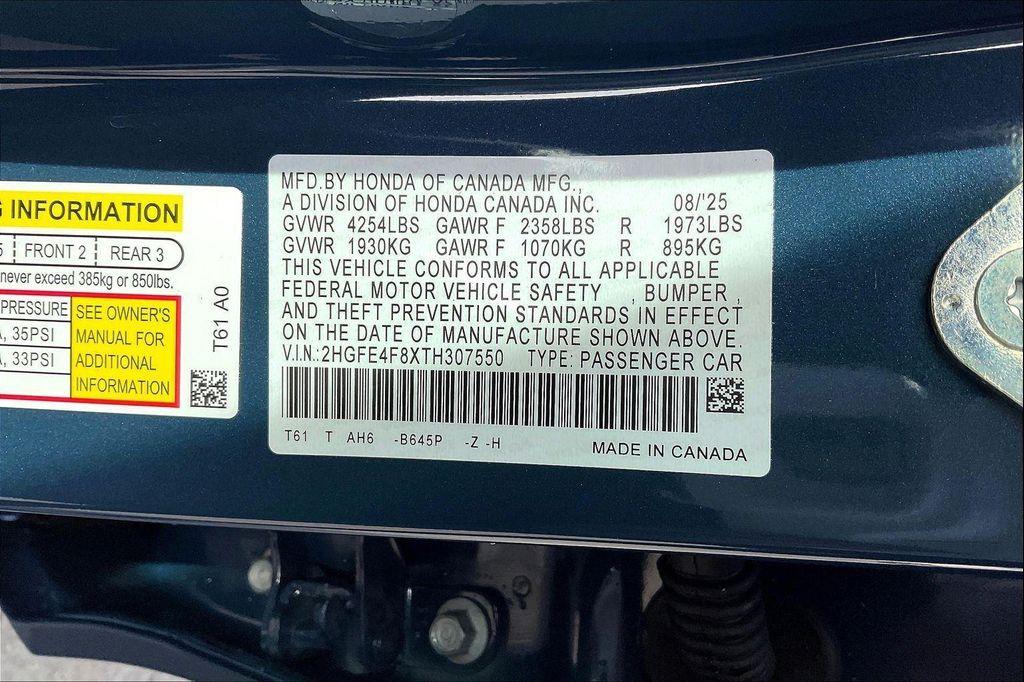 G INFORMATION
5 FRONT 2 REAR 3
never exceed 385kg or 850lbs.
PRESSURE
, 35PSI
, 33PSI
SEE OWNER'S
MANUAL FOR
ADDITIONAL
INFORMATION
T61 A0
MFD.BY HONDA OF CANADA MFG.,
A DIVISION OF HONDA CANADA INC. 08/'25
GVWR 4254LBS GAWR F 2358LBS R 1973LBS
GVWR 1930KG GAWR F 1070KG R 895KG
THIS VEHICLE CONFORMS TO ALL APPLICABLE
FEDERAL MOTOR VEHICLE SAFETY , BUMPER ,
AND THEFT PREVENTION STANDARDS IN EFFECT
ON THE DATE OF MANUFACTURE SHOWN ABOVE.
V.I.N.:2HGFE4F8XTH307550 TYPE: PASSENGER CAR
T61 T AH6 -B645P -Z -H
MADE IN CANADA